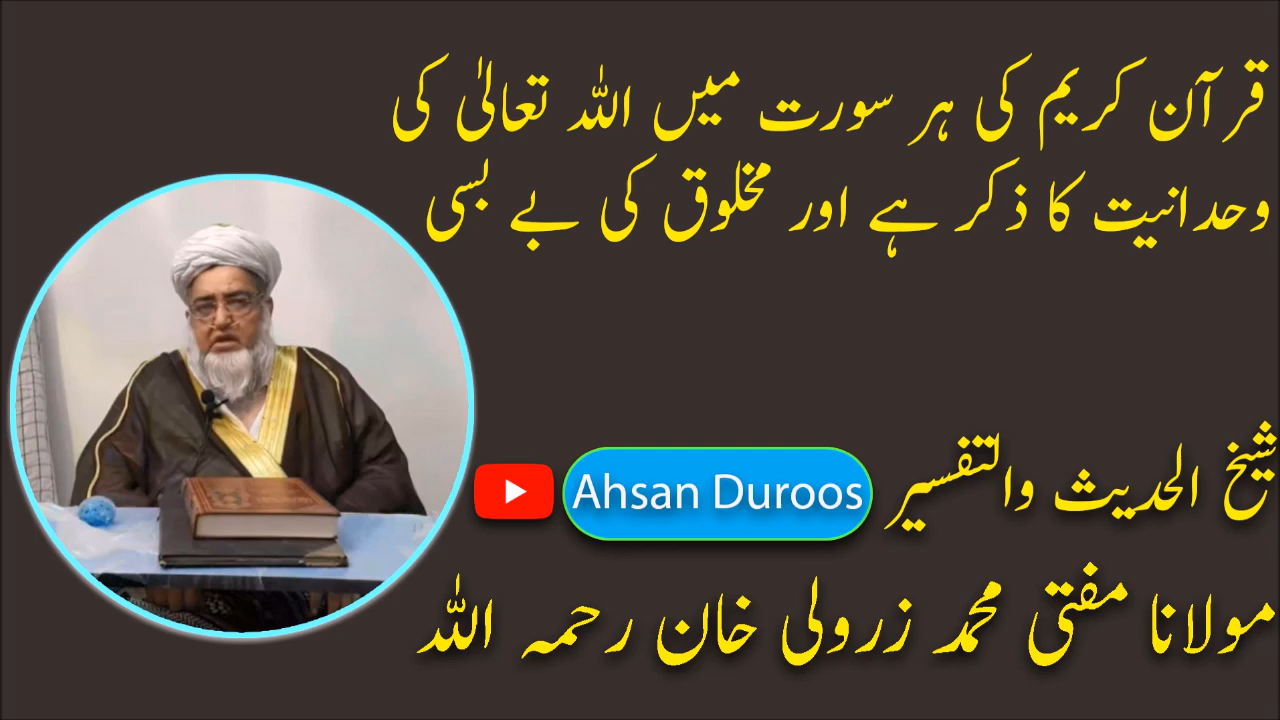 قرآن کریم کی ہر سورت میں اللہ تعالیٰ کی
وحدانیت کا ذکر ہے اور مخلوق کی بے بسی
شیخ الحدیث والتفسیر
Ahsan Duroos
مولانا مفتی محمد زرولی خان رحمہ اللہ